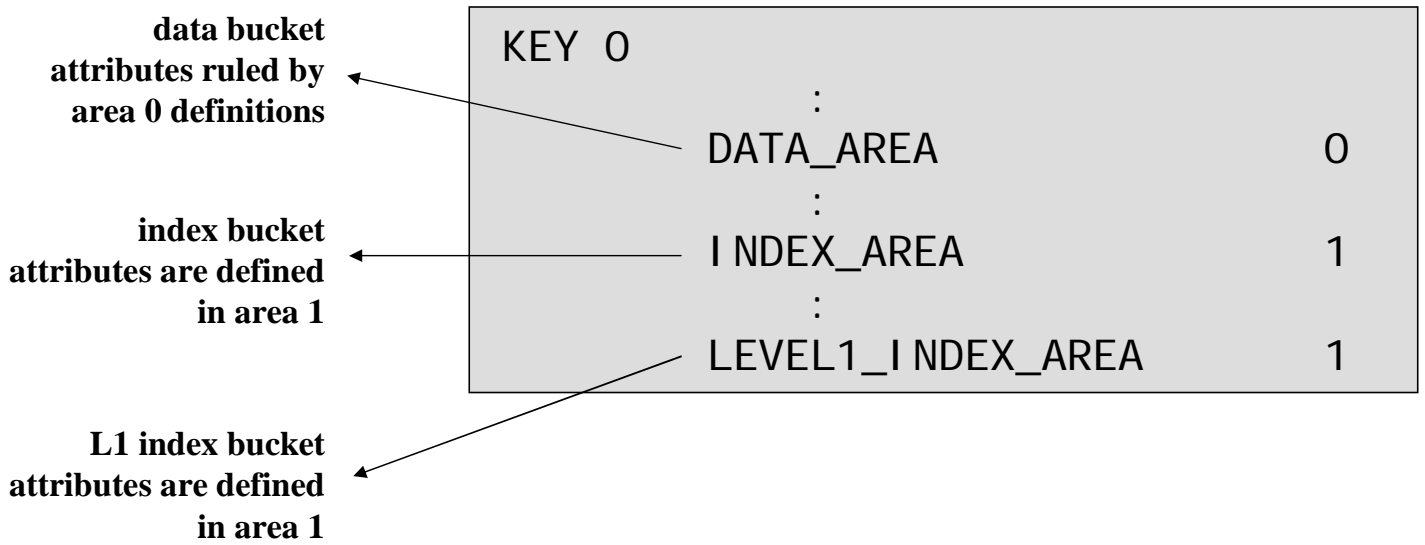 data bucket
attributes ruled by
area 0 definitions
index bucket
attributes are defined
in area 1
L1 index bucket
attributes are defined
in area 1
KEY 0
:
DATA_AREA 0
:
INDEX_AREA 1
:
LEVEL1_INDEX_AREA 1